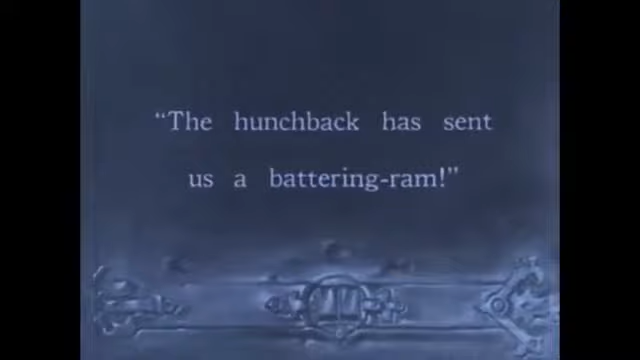 “The hunchback has sent
us a battering-ram!”